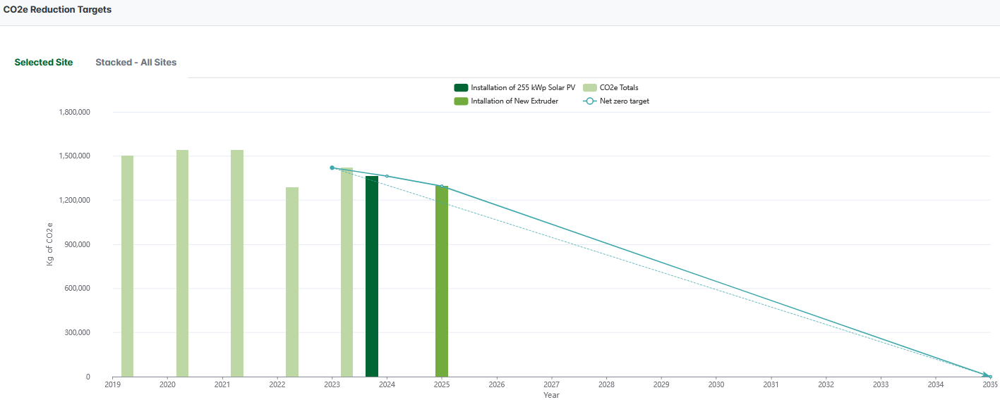 CO2e Reduction Targets
Selected Site Stacked - All Sites
Installation of 255 kWp Solar PV CO2e Totals
Intallation of New Extruder Net zero target
1,800,000
1,500,000
1,200,000
900,000
600,000
300,000
0
Kg of CO2e
2019 2020 2021 2022 2023 2024 2025 2026 2027 2028 2029 2030 2031 2032 2033 2034 2035
Year